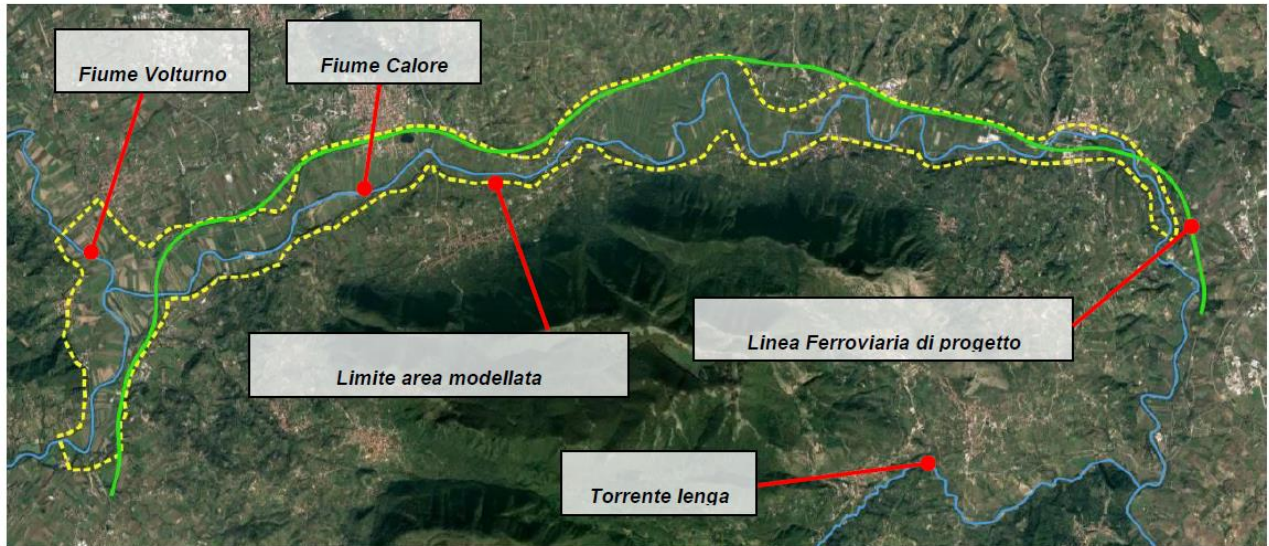 Fiume Volturno
Fiume Calore
Linea Ferroviaria di progetto
Limite area modellata
Torrente Ienga